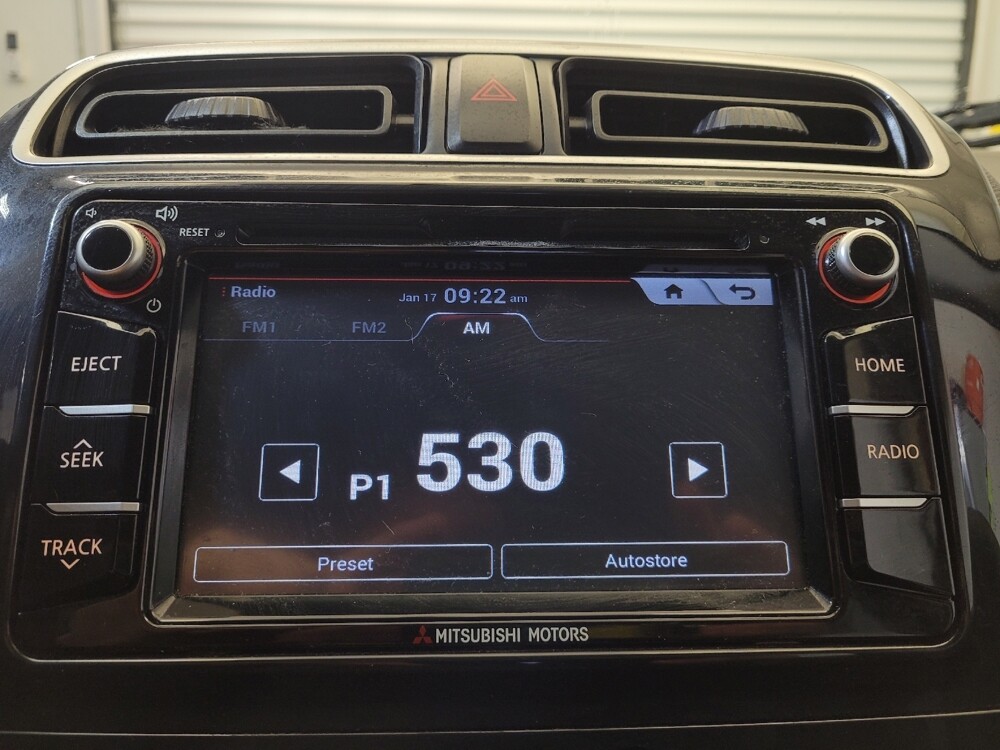 RESET
Radio
Jan 17 09:22 am
FM1 FM2 AM
EJECT
HOME
SEEK
RADIO
P1 530
TRACK
Preset
Autostore
MITSUBISHI MOTORS